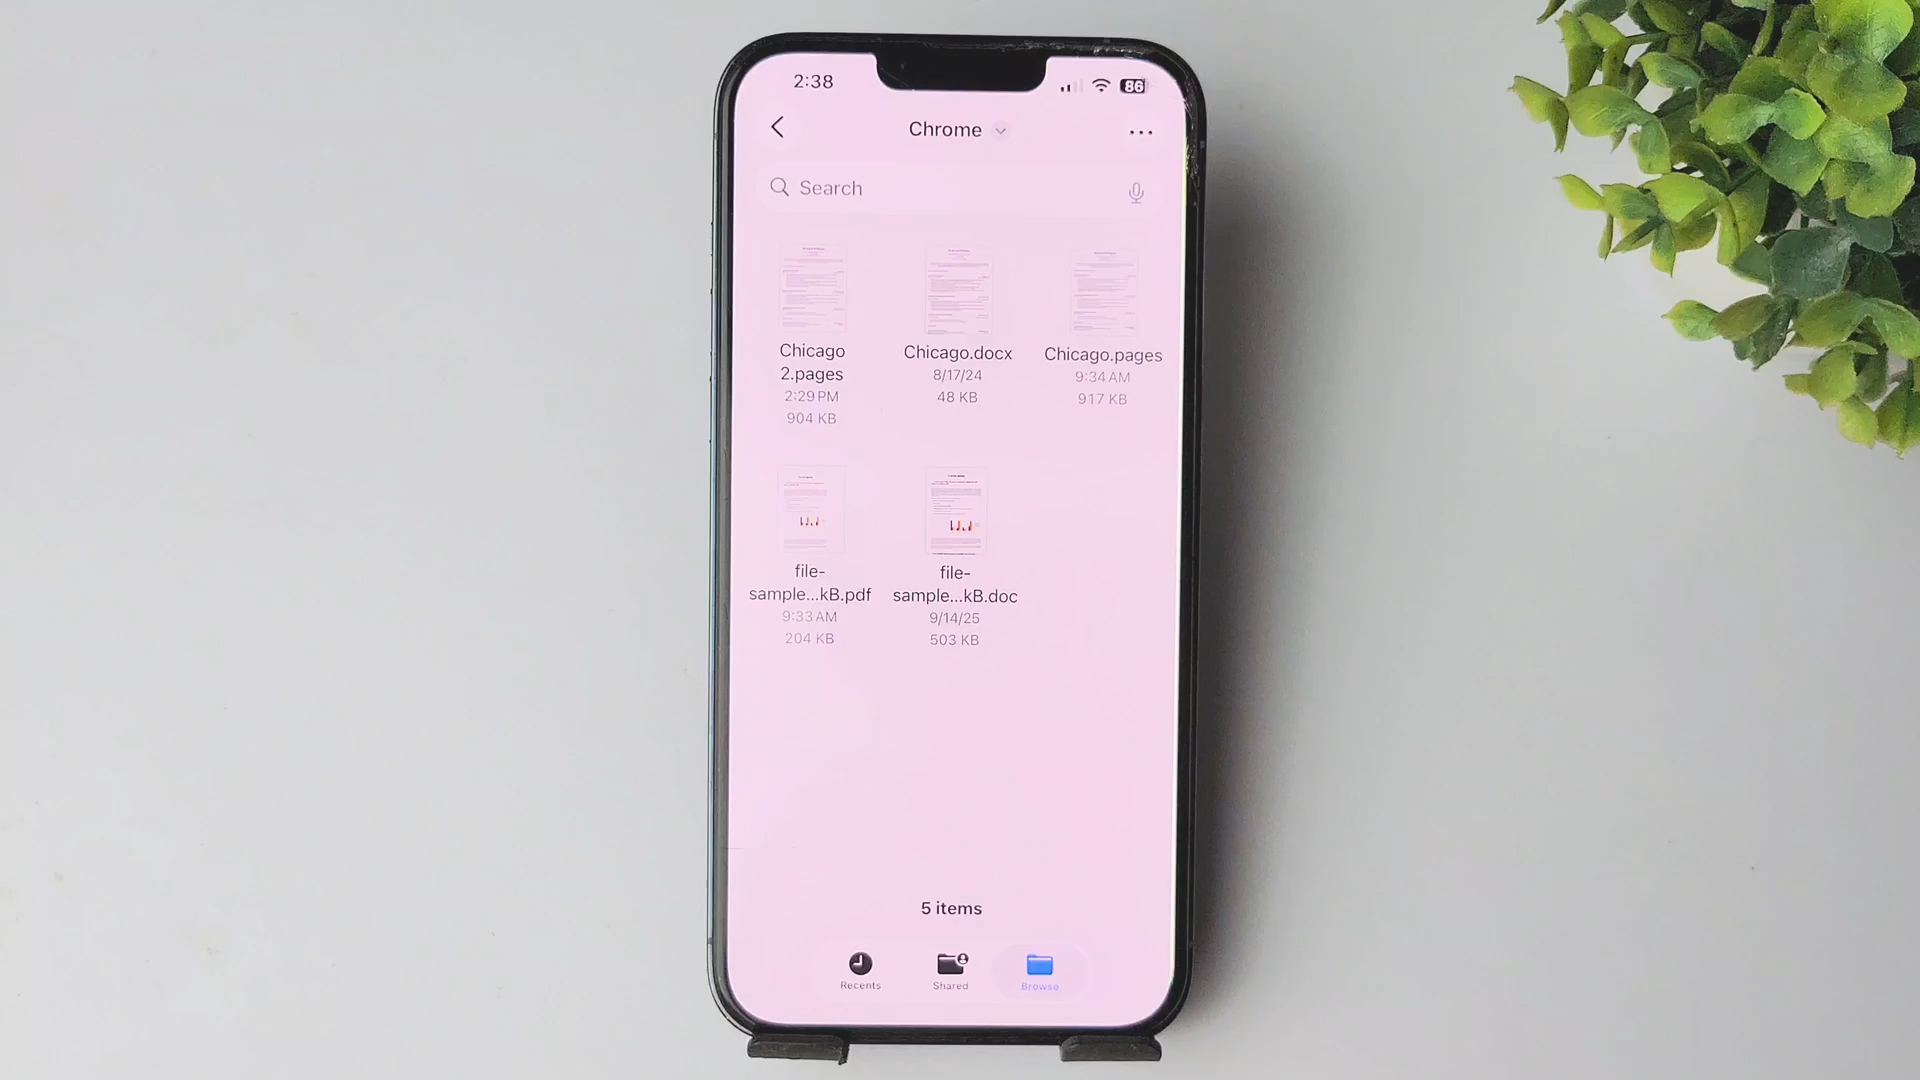 2:38
86
Chrome
Search
Chicago
2.pages
2:29 PM
904 KB
Chicago.docx
8/17/24
48 KB
Chicago.pages
9:34 AM
917 KB
file-
sample...kB.pdf
9:33 AM
204 KB
file-
sample...kB.doc
9/14/25
503 KB
5 items
Recents
Shared
Browse